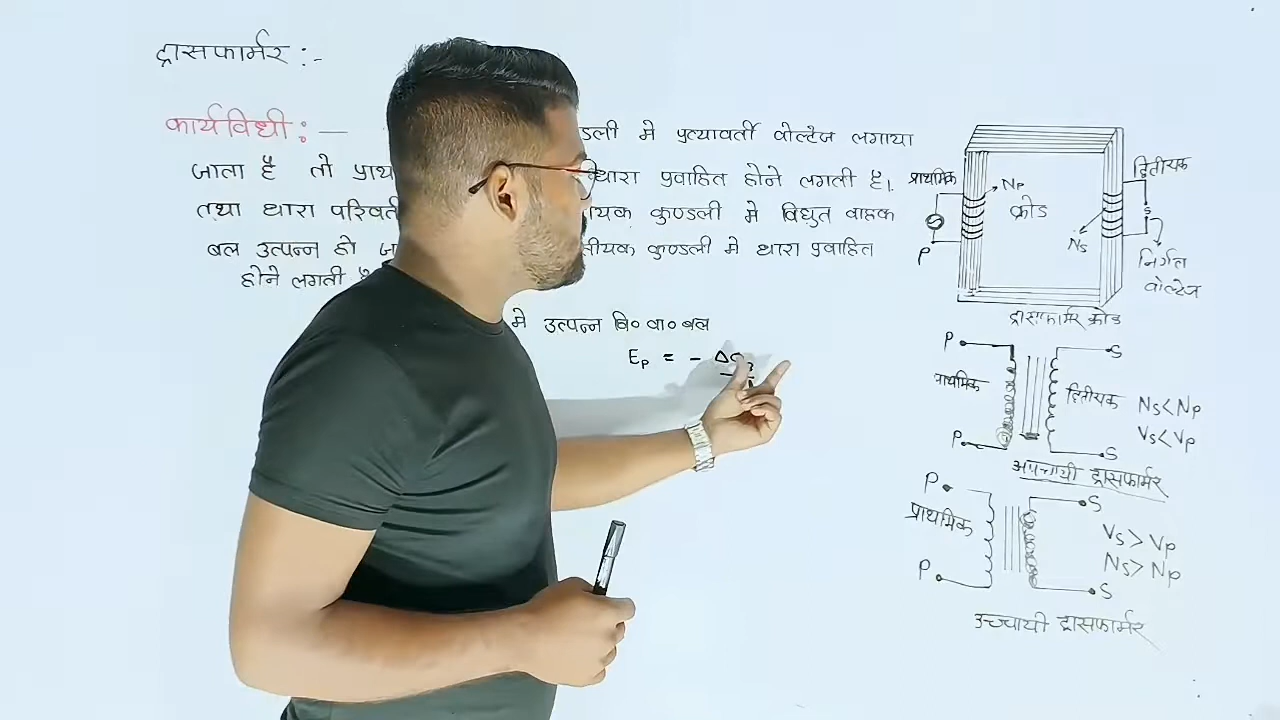 ट्रासफार्मर :-
कार्यविधी : — डली मे प्रत्यावर्ती वोल्टेज लगाया
जाता है तो प्राथ धारा प्रवाहित होने लगती है।
तथा धारा परिवर्त यक कुण्डली मे विधुत वाहक
बल उत्पन्न हो ज तीयक कुण्डली मे धारा प्रवाहित
होने लगती है
मे उत्पन्न वि० वा० बल
Ep = -
प्राथमिक
Np
क्रोड
द्वितीयक
S
P
Ns
निर्गत
वोल्टेज
ट्रासफार्मर क्रोड
P
S
प्राथमिक
द्वितीयक
Ns < Np
Vs < Vp
P
S
अपचायी ट्रासफार्मर
P
S
प्राथमिक
Vs > Vp
Ns > Np
P
S
उच्चायी ट्रासफार्मर